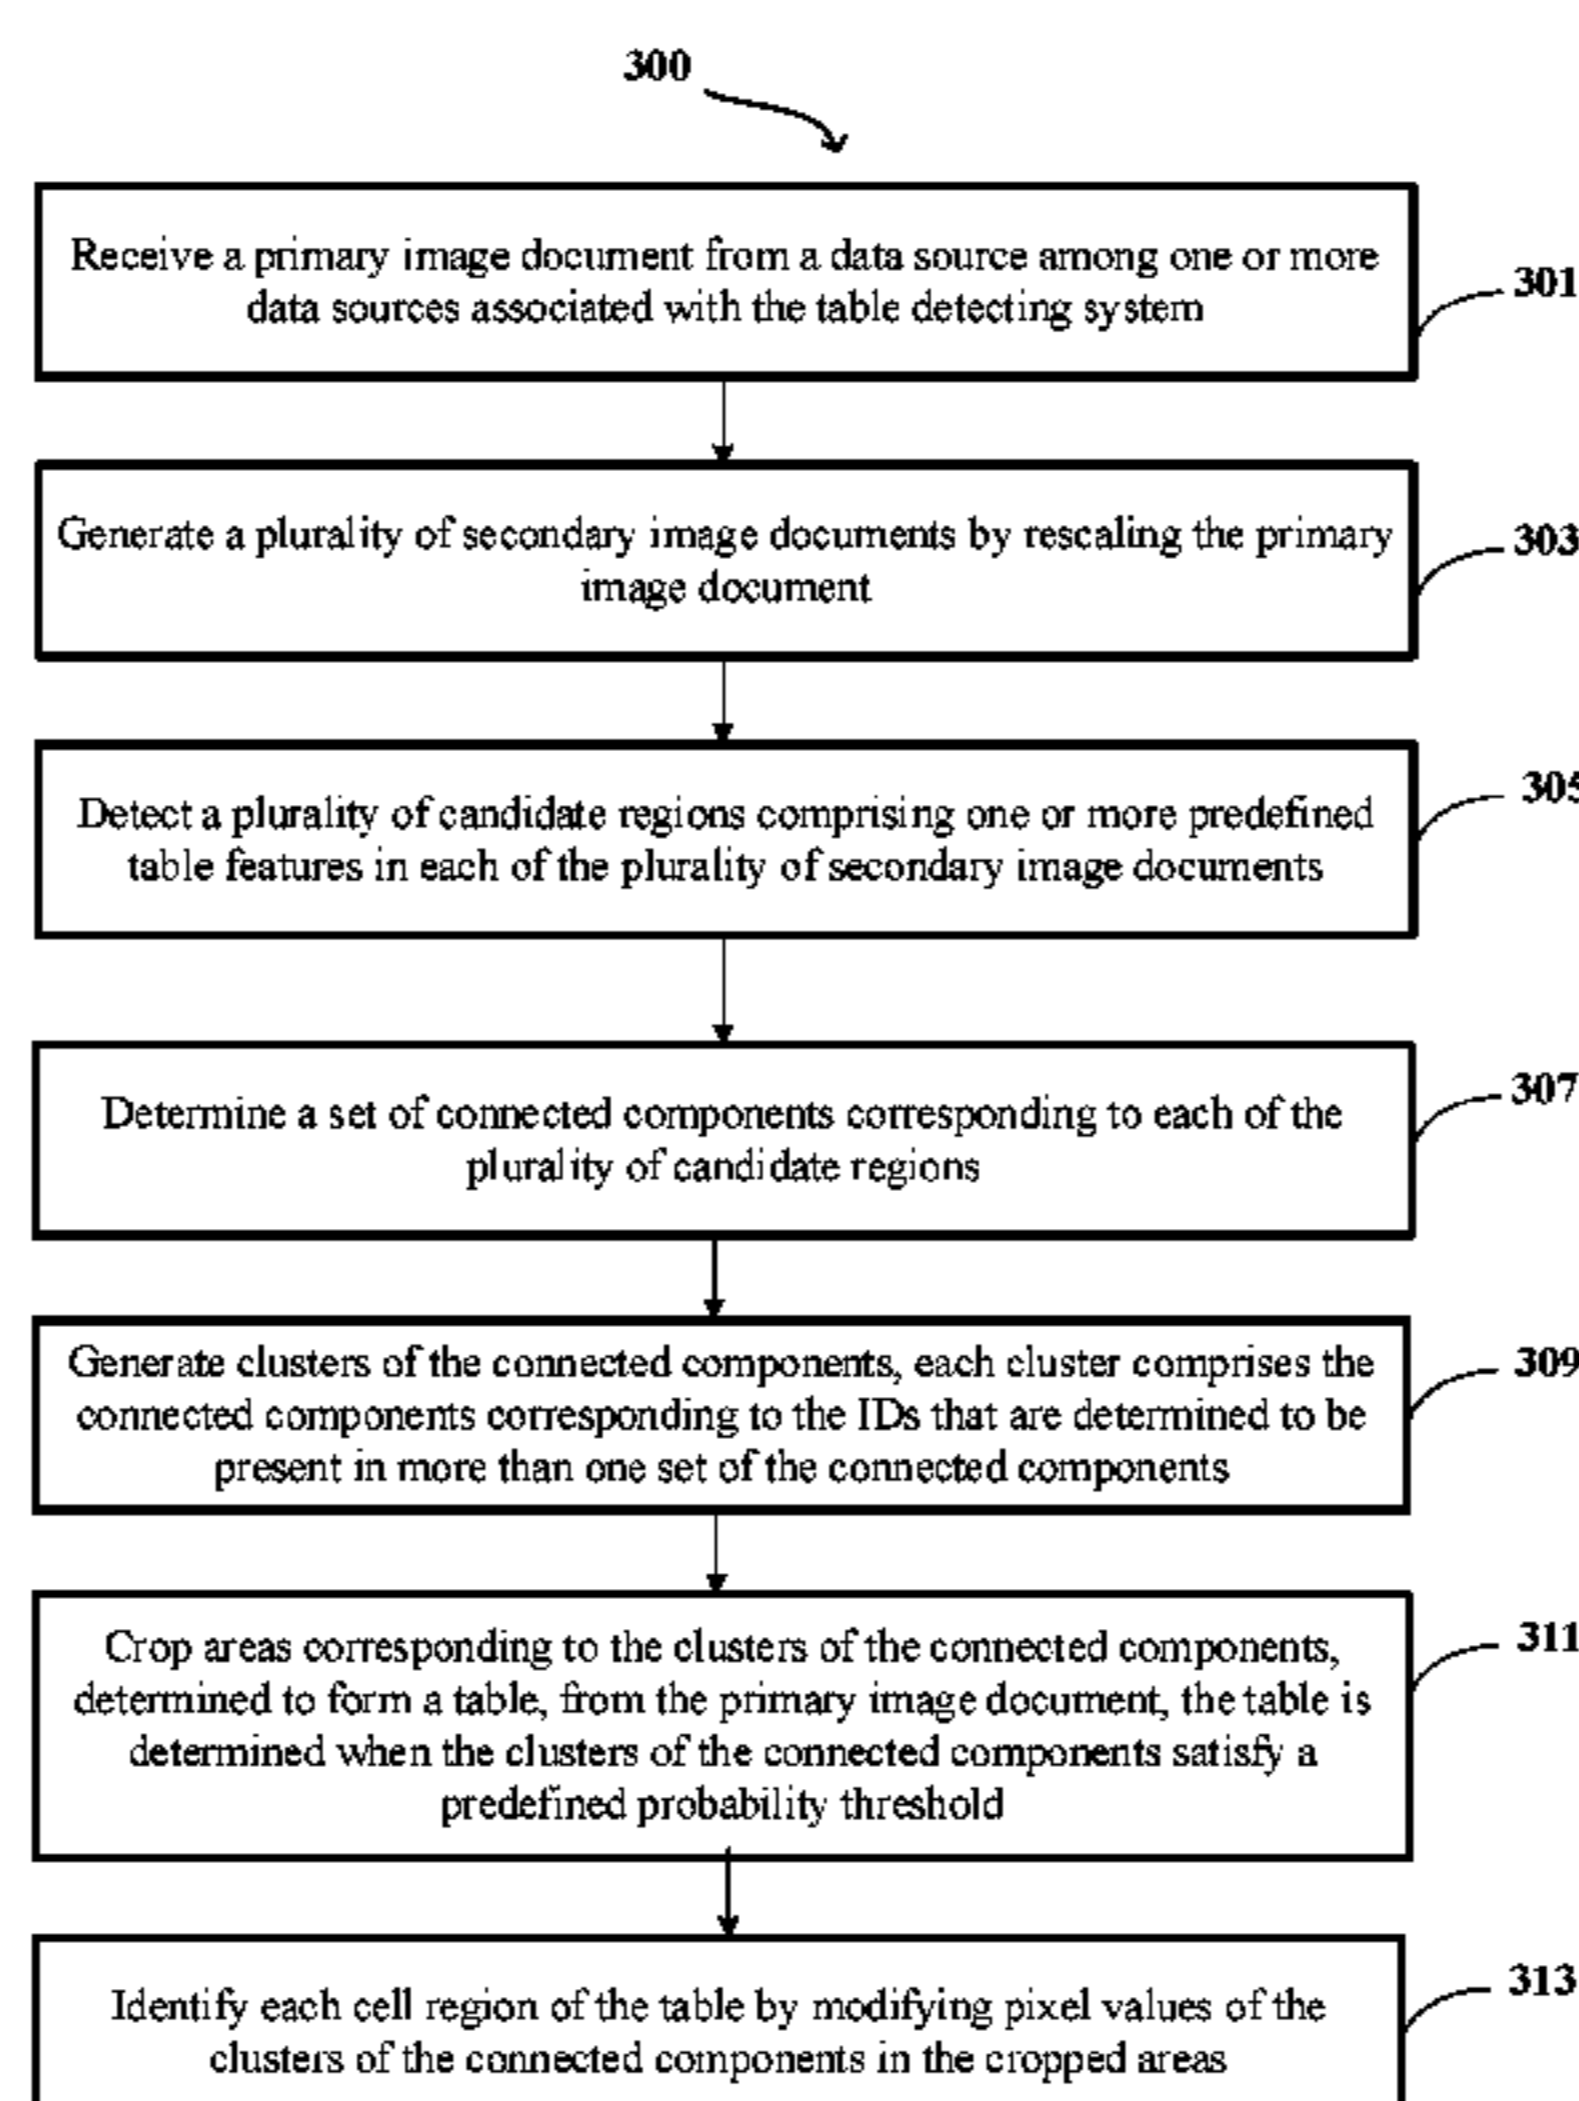 300
Receive a primary image document from a data source among one or more
data sources associated with the table detecting system
301
Generate a plurality of secondary image documents by rescaling the primary
image document
303
Detect a plurality of candidate regions comprising one or more predefined
table features in each of the plurality of secondary image documents
305
Determine a set of connected components corresponding to each of the
plurality of candidate regions
307
Generate clusters of the connected components, each cluster comprises the
connected components corresponding to the IDs that are determined to be
present in more than one set of the connected components
309
Crop areas corresponding to the clusters of the connected components,
determined to form a table, from the primary image document, the table is
determined when the clusters of the connected components satisfy a
predefined probability threshold
311
Identify each cell region of the table by modifying pixel values of the
clusters of the connected components in the cropped areas
313